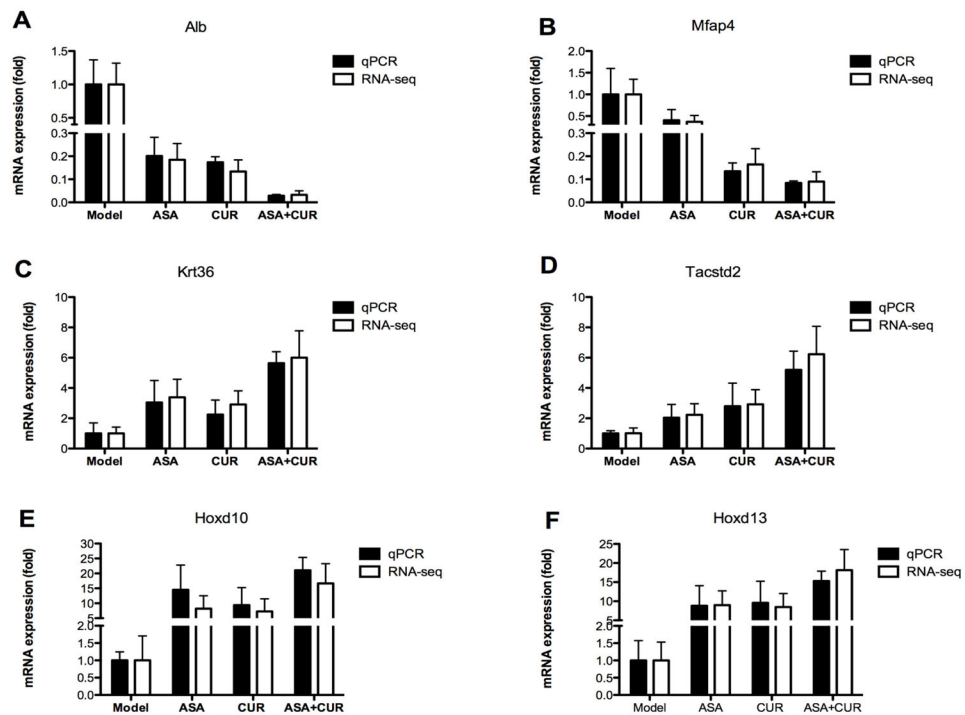 A
Alb
mRNA expression (fold)
1.5
1.0
0.5
0.3
0.2
0.1
0.0
Model ASA CUR ASA+CUR
qPCR
RNA-seq
B
Mfap4
mRNA expression (fold)
2.0
1.5
1.0
0.5
0.3
0.2
0.1
0.0
Model ASA CUR ASA+CUR
qPCR
RNA-seq
C
Krt36
mRNA expression (fold)
10
8
6
4
2
0
Model ASA CUR ASA+CUR
qPCR
RNA-seq
D
Tacstd2
mRNA expression (fold)
10
8
6
4
2
0
Model ASA CUR ASA+CUR
qPCR
RNA-seq
E
Hoxd10
mRNA expression (fold)
30
25
20
15
10
5
2.0
1.5
1.0
0.5
0.0
Model ASA CUR ASA+CUR
qPCR
RNA-seq
F
Hoxd13
mRNA expression (fold)
25
20
15
10
5
2.0
1.5
1.0
0.5
0.0
Model ASA CUR ASA+CUR
qPCR
RNA-seq